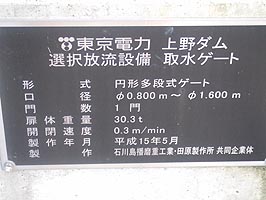 東京電力 上野ダム
選択放流設備 取水ゲート
形式 円形多段式ゲート
口径 φ0.800m ~ φ1.600m
門数 1門
扉体重量 30.3t
開閉速度 0.3m/min
製作年月 平成15年5月
製作 石川島播磨重工業・田原製作所 共同企業体